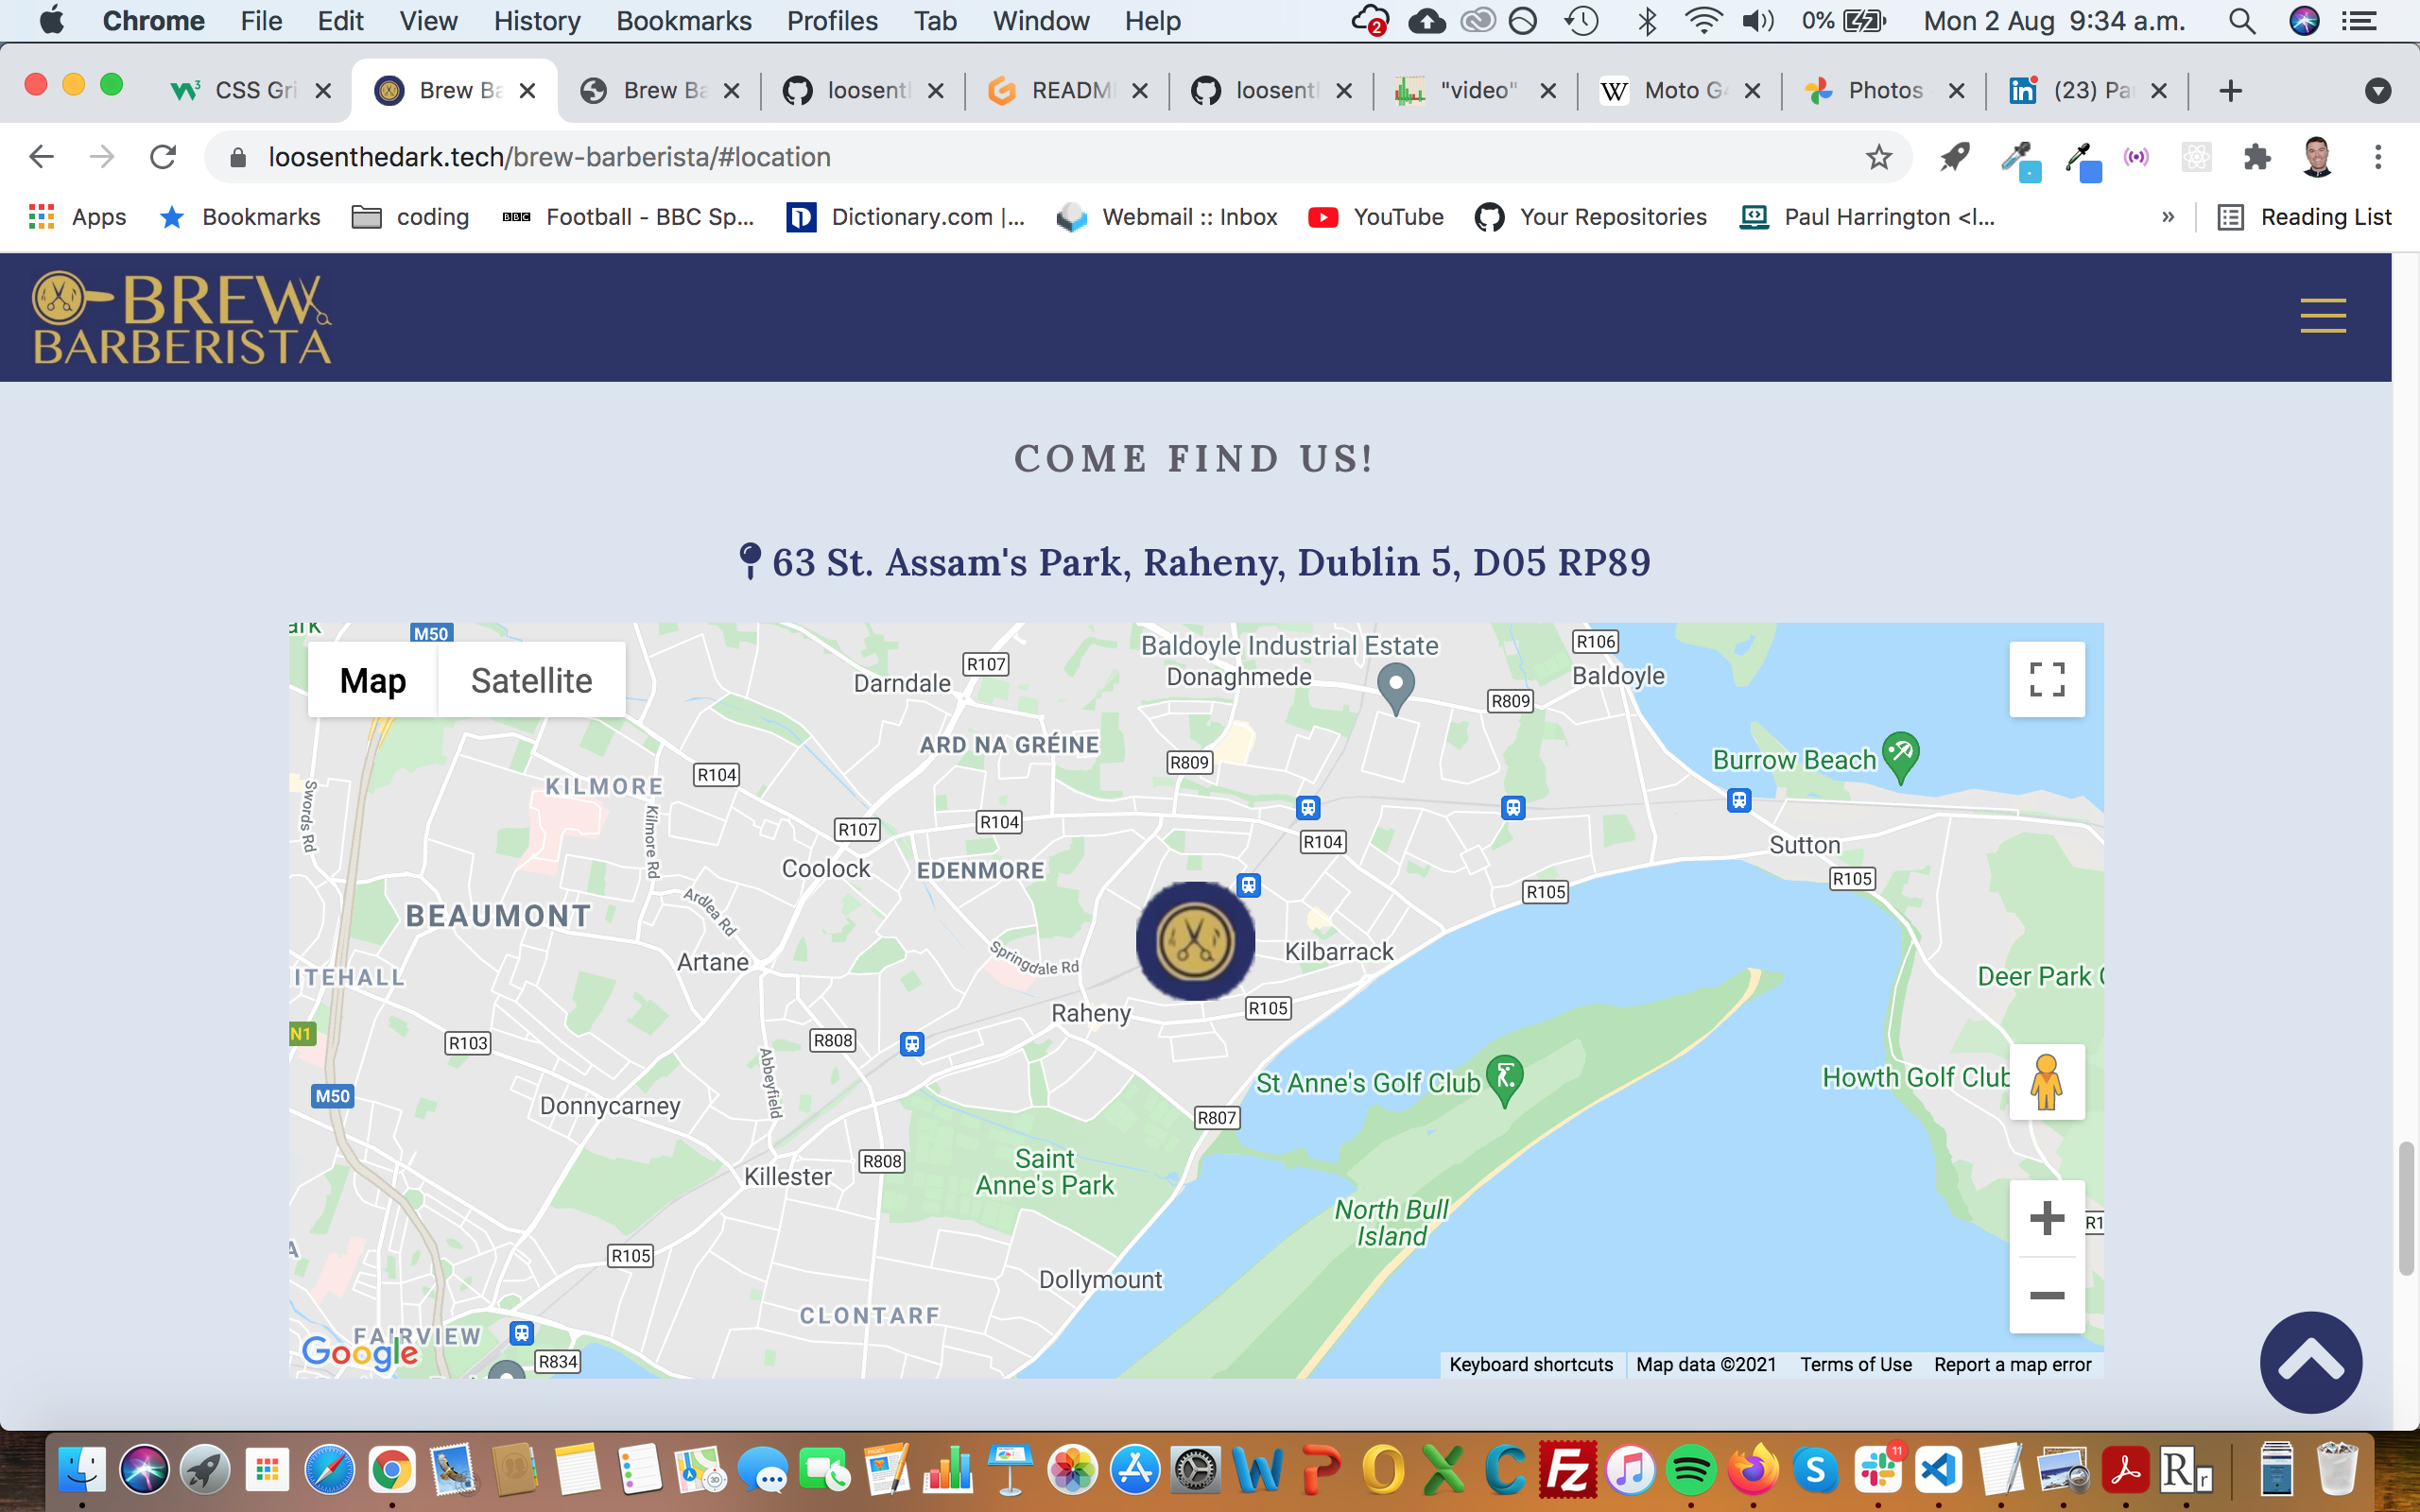 Chrome File Edit View History Bookmarks Profiles Tab Window Help 2 0% Mon 2 Aug 9:34 a.m.
CSS Gri Brew Ba Brew Ba loosent README "video" Moto G Photos (23) Pa
loosenthedark.tech/brew-barberista/#location
Apps Bookmarks coding BBC Football - BBC Sp... Dictionary.com |... Webmail :: Inbox YouTube Your Repositories Paul Harrington <l... » Reading List
BREW
BARBERISTA
COME FIND US!
63 St. Assam's Park, Raheny, Dublin 5, D05 RP89
M50
Map Satellite
R107
Darndale
Baldoyle Industrial Estate
Donaghmede
R106
Baldoyle
R809
ARD NA GRÉINE
R809
Burrow Beach
KILMORE
R104
Swords Rd
Kilmore Rd
R107
R104
R104
Sutton
Coolock
EDENMORE
R105
R105
BEAUMONT
Ardlea Rd
Artane
Springdale Rd
Kilbarrack
ITEHALL
Deer Park
Raheny
R105
N1
R103
R808
Abbeyfield
St Anne's Golf Club
Howth Golf Club
M50
Donnycarney
R807
R808
Saint
Anne's Park
Killester
North Bull
Island
R1
R105
Dollymount
CLONTARF
FAIRVIEW
Google
R834
Keyboard shortcuts Map data ©2021 Terms of Use Report a map error
11